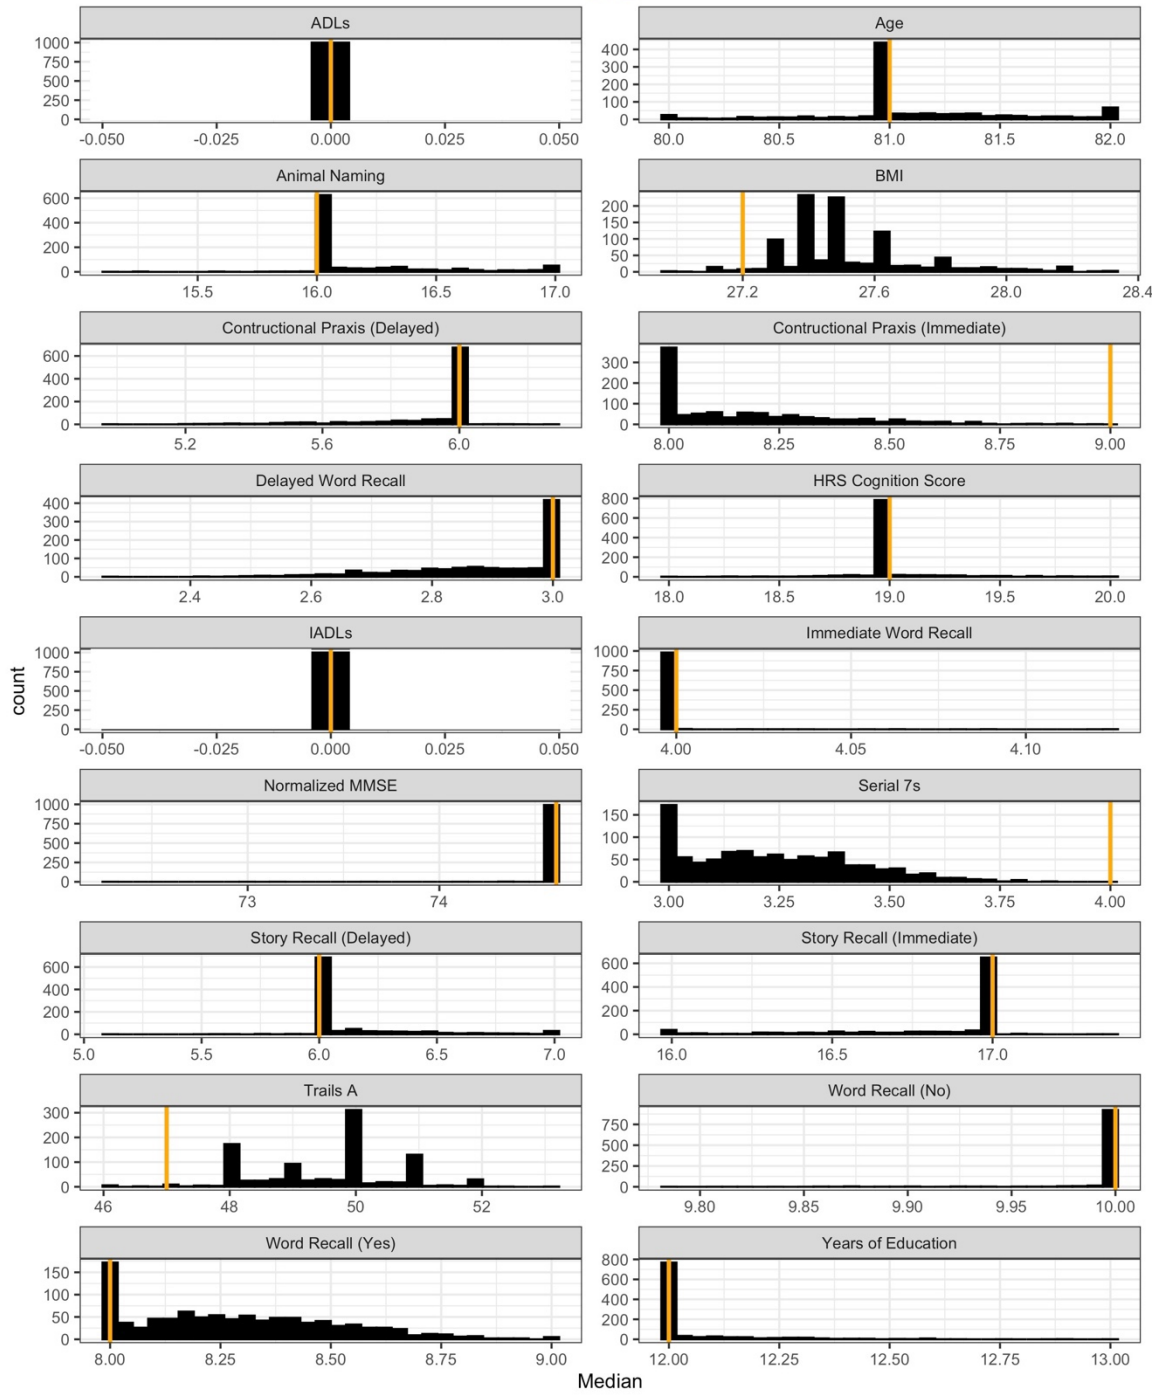 ADLs
1000
750
500
250
0
-0.050 -0.025 0.000 0.025 0.050
Age
400
300
200
100
0
80.0 80.5 81.0 81.5 82.0
Animal Naming
600
400
200
0
15.5 16.0 16.5 17.0
BMI
200
150
100
50
0
27.2 27.6 28.0 28.4
Contructional Praxis (Delayed)
600
400
200
0
5.2 5.6 6.0
Contructional Praxis (Immediate)
300
200
100
0
8.00 8.25 8.50 8.75 9.00
Delayed Word Recall
400
300
200
100
0
2.4 2.6 2.8 3.0
HRS Cognition Score
800
600
400
200
0
18.0 18.5 19.0 19.5 20.0
count
IADLs
1000
750
500
250
0
-0.050 -0.025 0.000 0.025 0.050
Immediate Word Recall
1000
750
500
250
0
4.00 4.05 4.10
Normalized MMSE
1000
750
500
250
0
73 74
Serial 7s
150
100
50
0
3.00 3.25 3.50 3.75 4.00
Story Recall (Delayed)
600
400
200
0
5.0 5.5 6.0 6.5 7.0
Story Recall (Immediate)
600
400
200
0
16.0 16.5 17.0
Trails A
300
200
100
0
46 48 50 52
Word Recall (No)
750
500
250
0
9.80 9.85 9.90 9.95 10.00
Word Recall (Yes)
150
100
50
0
8.00 8.25 8.50 8.75 9.00
Years of Education
800
600
400
200
0
12.00 12.25 12.50 12.75 13.00
Median